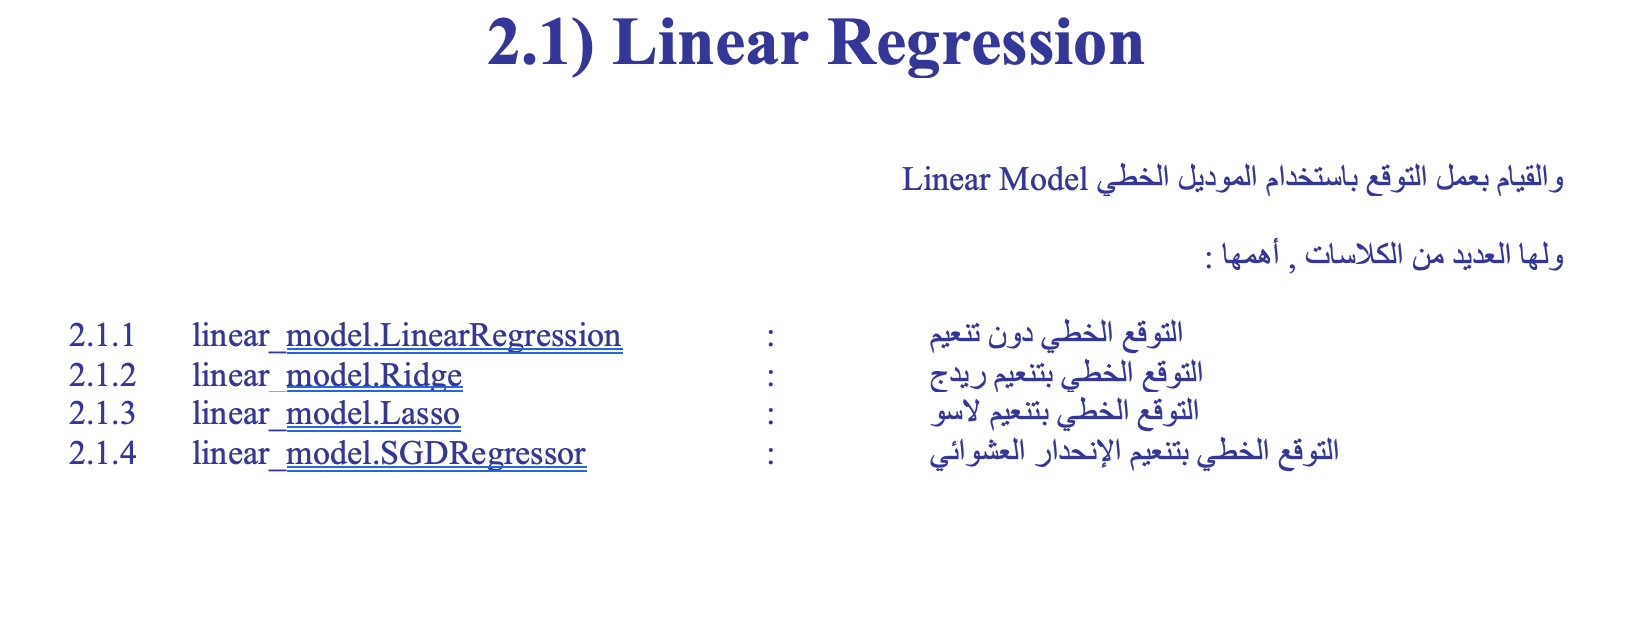 2.1) Linear Regression
والقيام بعمل التوقع باستخدام الموديل الخطي Linear Model
ولها العديد من الكلاسات , أهمها :
2.1.1 linear_model.LinearRegression : التوقع الخطي دون تنعيم
2.1.2 linear_model.Ridge : التوقع الخطي بتنعيم ريدج
2.1.3 linear_model.Lasso : التوقع الخطي بتنعيم لاسو
2.1.4 linear_model.SGDRegressor : التوقع الخطي بتنعيم الإنحدار العشوائي